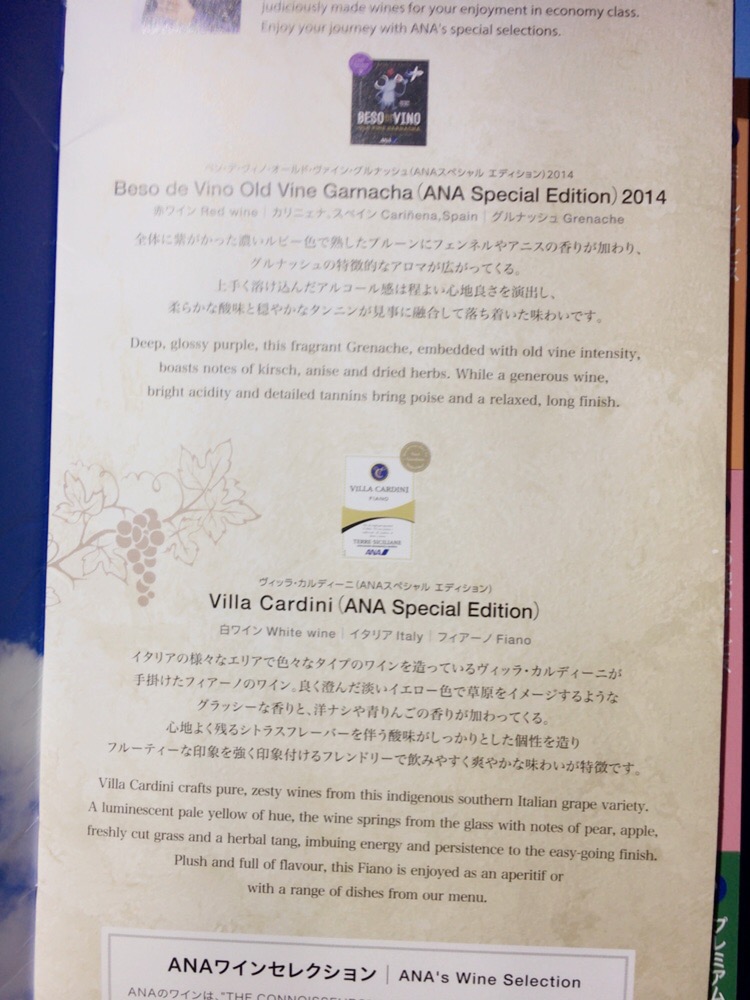 judiciously made wines for your enjoyment in economy class.
Enjoy your journey with ANA's special selections.
BESO DE VINO
OLD VINE GARNACHA
ANA
ベソ・デ・ヴィノ・オールド・ヴァイン・グルナッシュ(ANAスペシャル エディション)2014
Beso de Vino Old Vine Garnacha (ANA Special Edition) 2014
赤ワイン Red wine | カリニェナ、スペイン Cariñena,Spain | グルナッシュ Grenache
全体に紫がかった濃いルビー色で熟したプルーンにフェンネルやアニスの香りが加わり、
グルナッシュの特徴的なアロマが広がってくる。
上手く溶け込んだアルコール感は程よい心地良さを演出し、
柔らかな酸味と穏やかなタンニンが見事に融合して落ち着いた味わいです。
Deep, glossy purple, this fragrant Grenache, embedded with old vine intensity,
boasts notes of kirsch, anise and dried herbs. While a generous wine,
bright acidity and detailed tannins bring poise and a relaxed, long finish.
VILLA CARDINI
FIANO
TERRE SICILIANE
ANA
ヴィッラ・カルディーニ(ANAスペシャル エディション)
Villa Cardini (ANA Special Edition)
白ワイン White wine | イタリア Italy | フィアーノ Fiano
イタリアの様々なエリアで色々なタイプのワインを造っているヴィッラ・カルディーニが
手掛けたフィアーノのワイン。良く澄んだ淡いイエロー色で草原をイメージするような
グラッシーな香りと、洋ナシや青りんごの香りが加わってくる。
心地よく残るシトラスフレーバーを伴う酸味がしっかりとした個性を造り
フルーティーな印象を強く印象付けるフレンドリーで飲みやすく爽やかな味わいが特徴です。
Villa Cardini crafts pure, zesty wines from this indigenous southern Italian grape variety.
A luminescent pale yellow of hue, the wine springs from the glass with notes of pear, apple,
freshly cut grass and a herbal tang, imbuing energy and persistence to the easy-going finish.
Plush and full of flavour, this Fiano is enjoyed as an aperitif or
with a range of dishes from our menu.
ANAワインセレクション | ANA's Wine Selection
ANAのワインは、"THE CONNOISSEURS
プレミアム